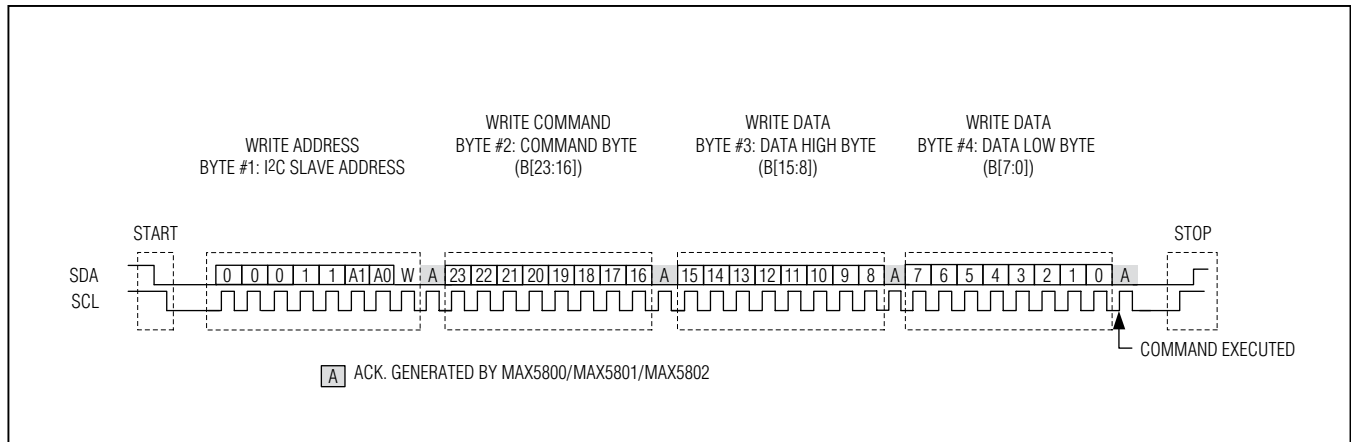 WRITE ADDRESS
BYTE #1: I²C SLAVE ADDRESS
WRITE COMMAND
BYTE #2: COMMAND BYTE
(B[23:16])
WRITE DATA
BYTE #3: DATA HIGH BYTE
(B[15:8])
WRITE DATA
BYTE #4: DATA LOW BYTE
(B[7:0])
START
STOP
SDA 0 0 0 1 1 A1 A0 W A 23 22 21 20 19 18 17 16 A 15 14 13 12 11 10 9 8 A 7 6 5 4 3 2 1 0 A
SCL
COMMAND EXECUTED
A ACK. GENERATED BY MAX5800/MAX5801/MAX5802